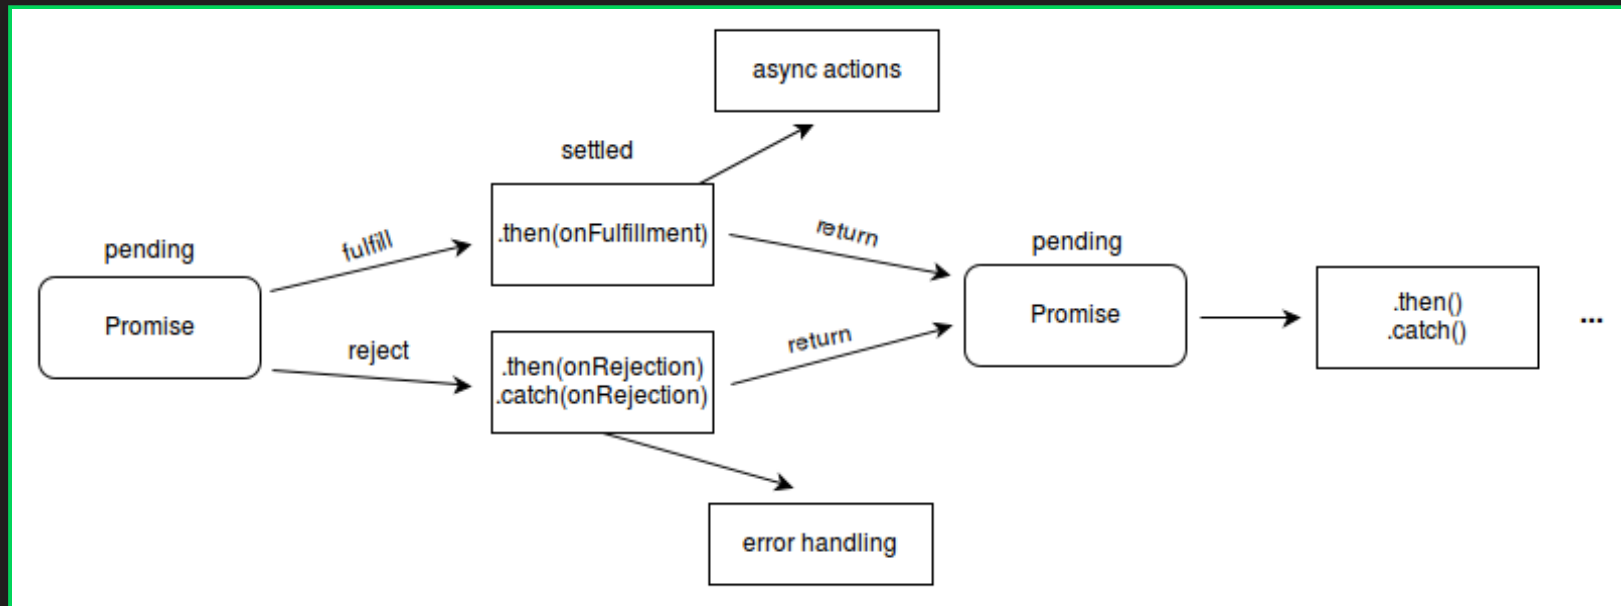 async actions
settled
.then(onFulfillment)
pending
fulfill
return
pending
Promise
Promise
.then()
.catch()
...
reject
.then(onRejection)
.catch(onRejection)
return
error handling